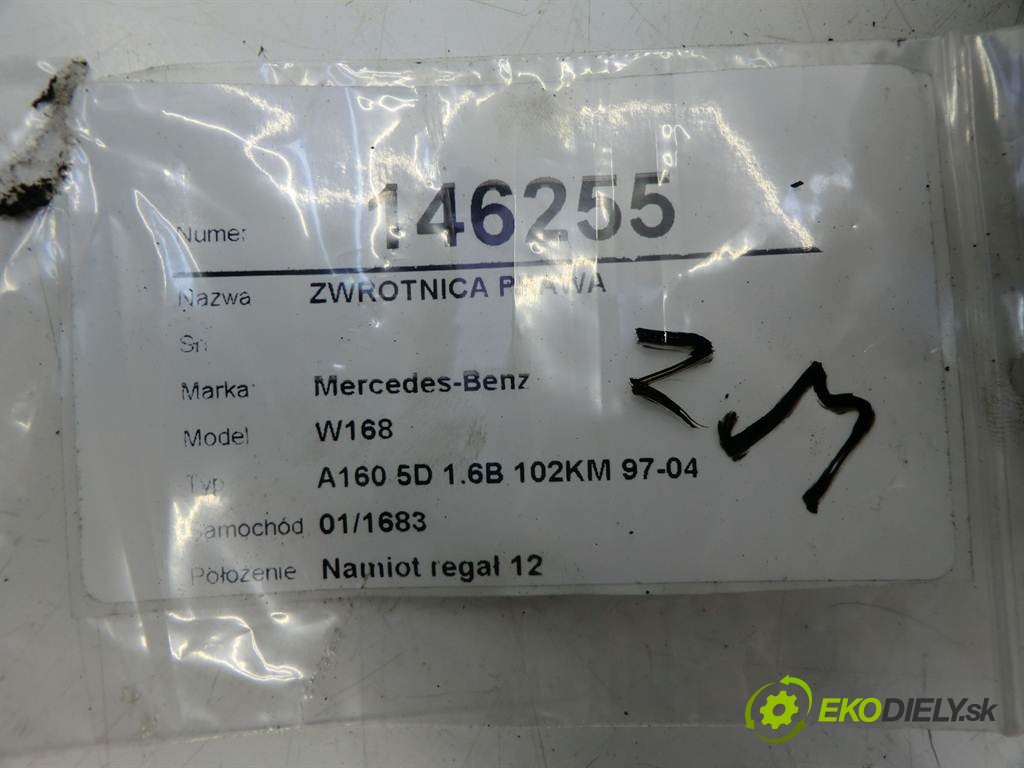 Numer 146255
Nazwa ZWROTNICA PRAWA
Sn
Marka: Mercedes-Benz
Model W168
Typ A160 5D 1.6B 102KM 97-04
Samochód 01/1683
Położenie Namiot regał 12
EKODIELY.sk